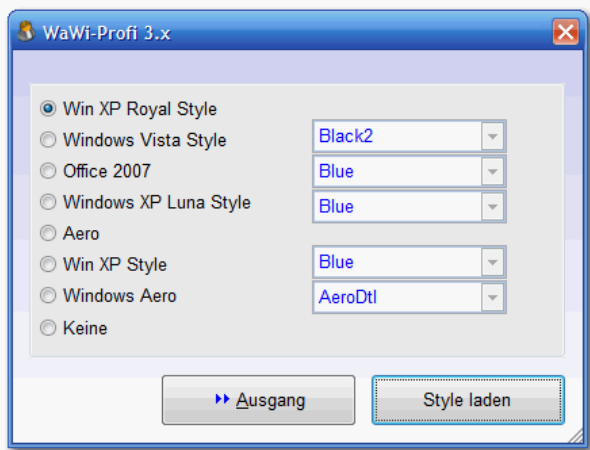 WaWi-Profi 3.x
Win XP Royal Style
Windows Vista Style Black2
Office 2007 Blue
Windows XP Luna Style Blue
Aero
Win XP Style Blue
Windows Aero AeroDtl
Keine
Ausgang Style laden